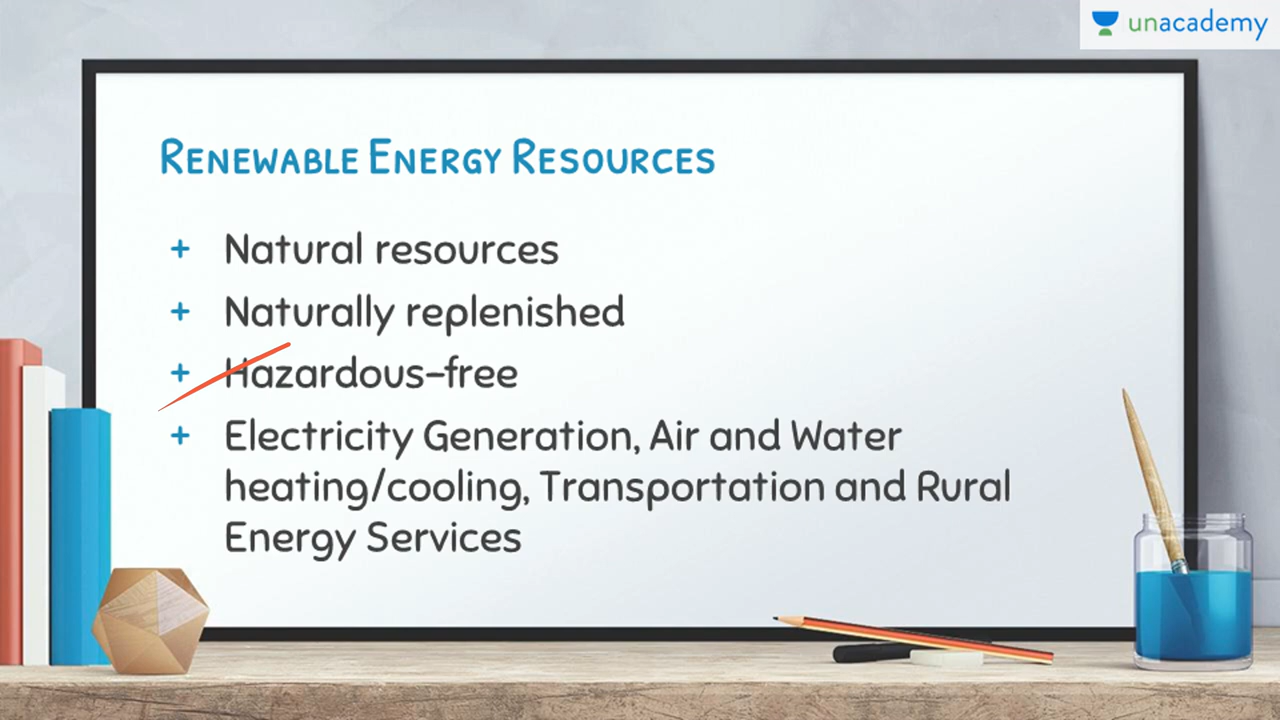 unacademy
Renewable Energy Resources
+ Natural resources
+ Naturally replenished
+ Hazardous-free
+ Electricity Generation, Air and Water
heating/cooling, Transportation and Rural
Energy Services